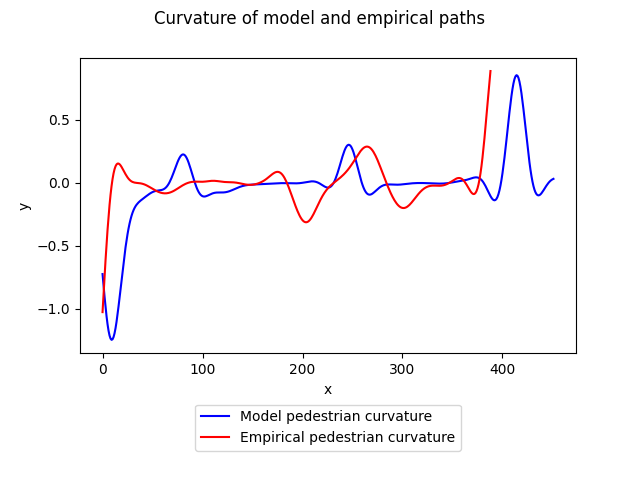 Curvature of model and empirical paths
0.5
0.0
−0.5
−1.0
y
0 100 200 300 400
x
Model pedestrian curvature
Empirical pedestrian curvature